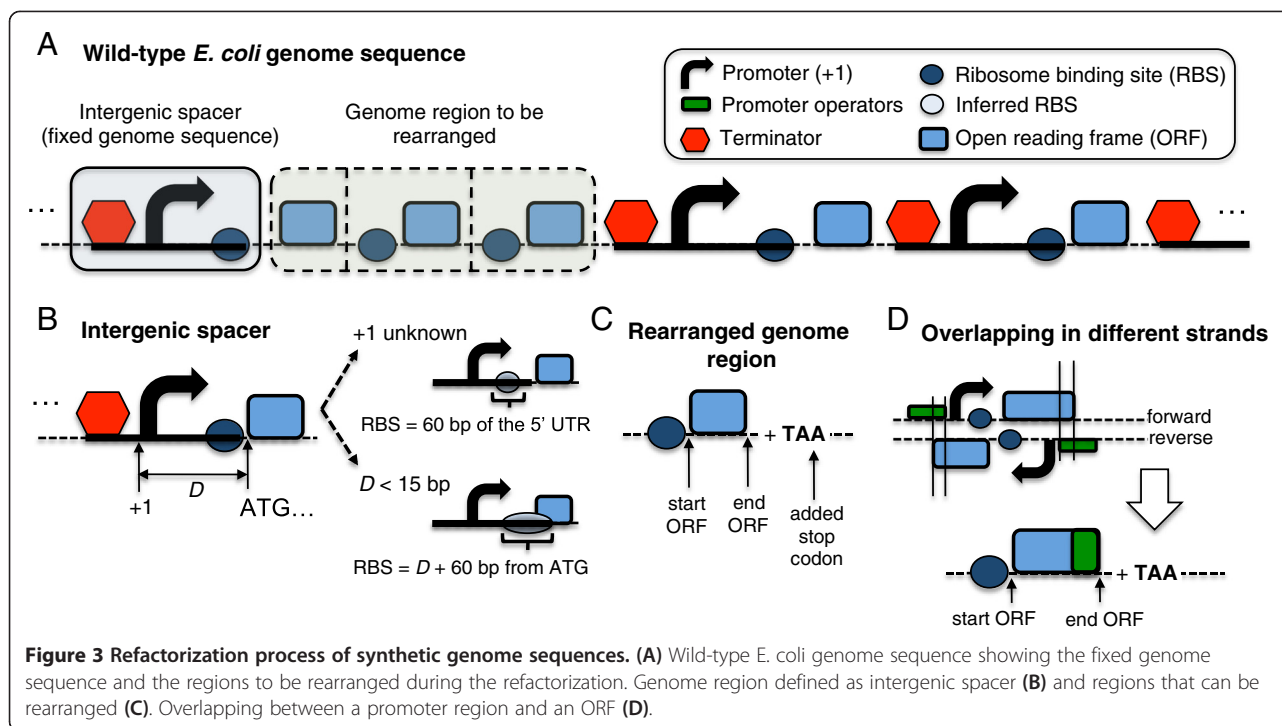 A Wild-type E. coli genome sequence
Promoter (+1)
Promoter operators
Terminator
Ribosome binding site (RBS)
Inferred RBS
Open reading frame (ORF)
Intergenic spacer
(fixed genome sequence)
Genome region to be
rearranged
...
...
B Intergenic spacer
...
+1
D
ATG...
+1 unknown
RBS = 60 bp of the 5' UTR
D < 15 bp
RBS = D + 60 bp from ATG
C Rearranged genome
region
+ TAA
start
ORF
end
ORF
added
stop
codon
D Overlapping in different strands
forward
reverse
+ TAA
start ORF
end ORF
Figure 3 Refactorization process of synthetic genome sequences. (A) Wild-type E. coli genome sequence showing the fixed genome
sequence and the regions to be rearranged during the refactorization. Genome region defined as intergenic spacer (B) and regions that can be
rearranged (C). Overlapping between a promoter region and an ORF (D).